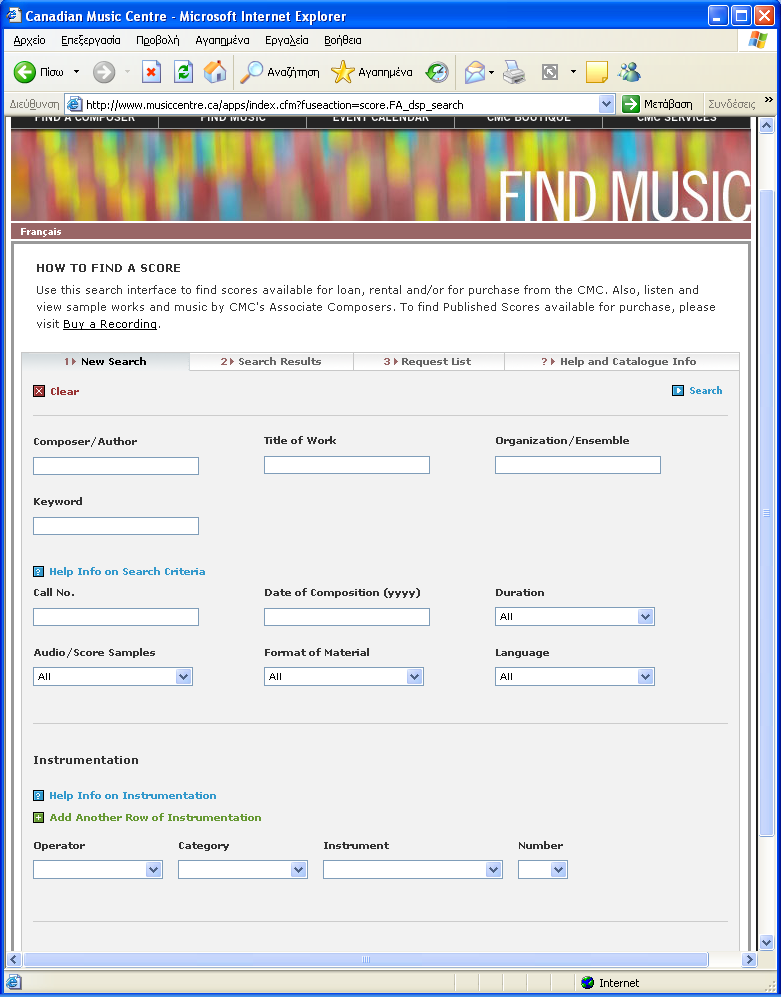 Canadian Music Centre - Microsoft Internet Explorer
Αρχείο Επεξεργασία Προβολή Αγαπημένα Εργαλεία Βοήθεια
Πίσω Αναζήτηση Αγαπημένα
Διεύθυνση http://www.musiccentre.ca/apps/index.cfm?fuseaction=score.FA_dsp_search Μετάβαση Συνδέσεις »
FIND A COMPOSER FIND MUSIC EVENT CALENDAR CMC BOUTIQUE CMC SERVICES
FIND MUSIC
Français
HOW TO FIND A SCORE
Use this search interface to find scores available for loan, rental and/or for purchase from the CMC. Also, listen and
view sample works and music by CMC's Associate Composers. To find Published Scores available for purchase, please
visit Buy a Recording.
1 New Search 2 Search Results 3 Request List ? Help and Catalogue Info
Clear Search
Composer/Author Title of Work Organization/Ensemble
Keyword
? Help Info on Search Criteria
Call No. Date of Composition (yyyy) Duration
All
Audio/Score Samples Format of Material Language
All All All
Instrumentation
? Help Info on Instrumentation
+ Add Another Row of Instrumentation
Operator Category Instrument Number
Internet